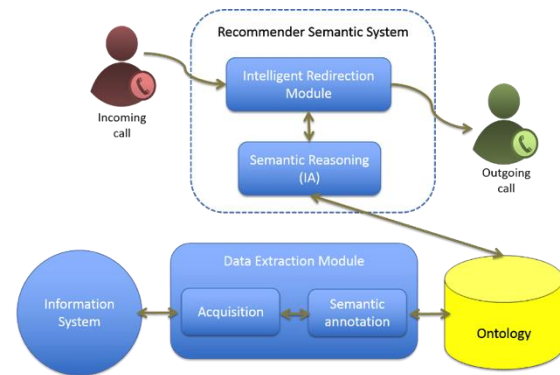 Recommender Semantic System
Intelligent Redirection
Module
Incoming
call
Semantic Reasoning
(IA)
Outgoing
call
Data Extraction Module
Information
System
Acquisition
Semantic
annotation
Ontology